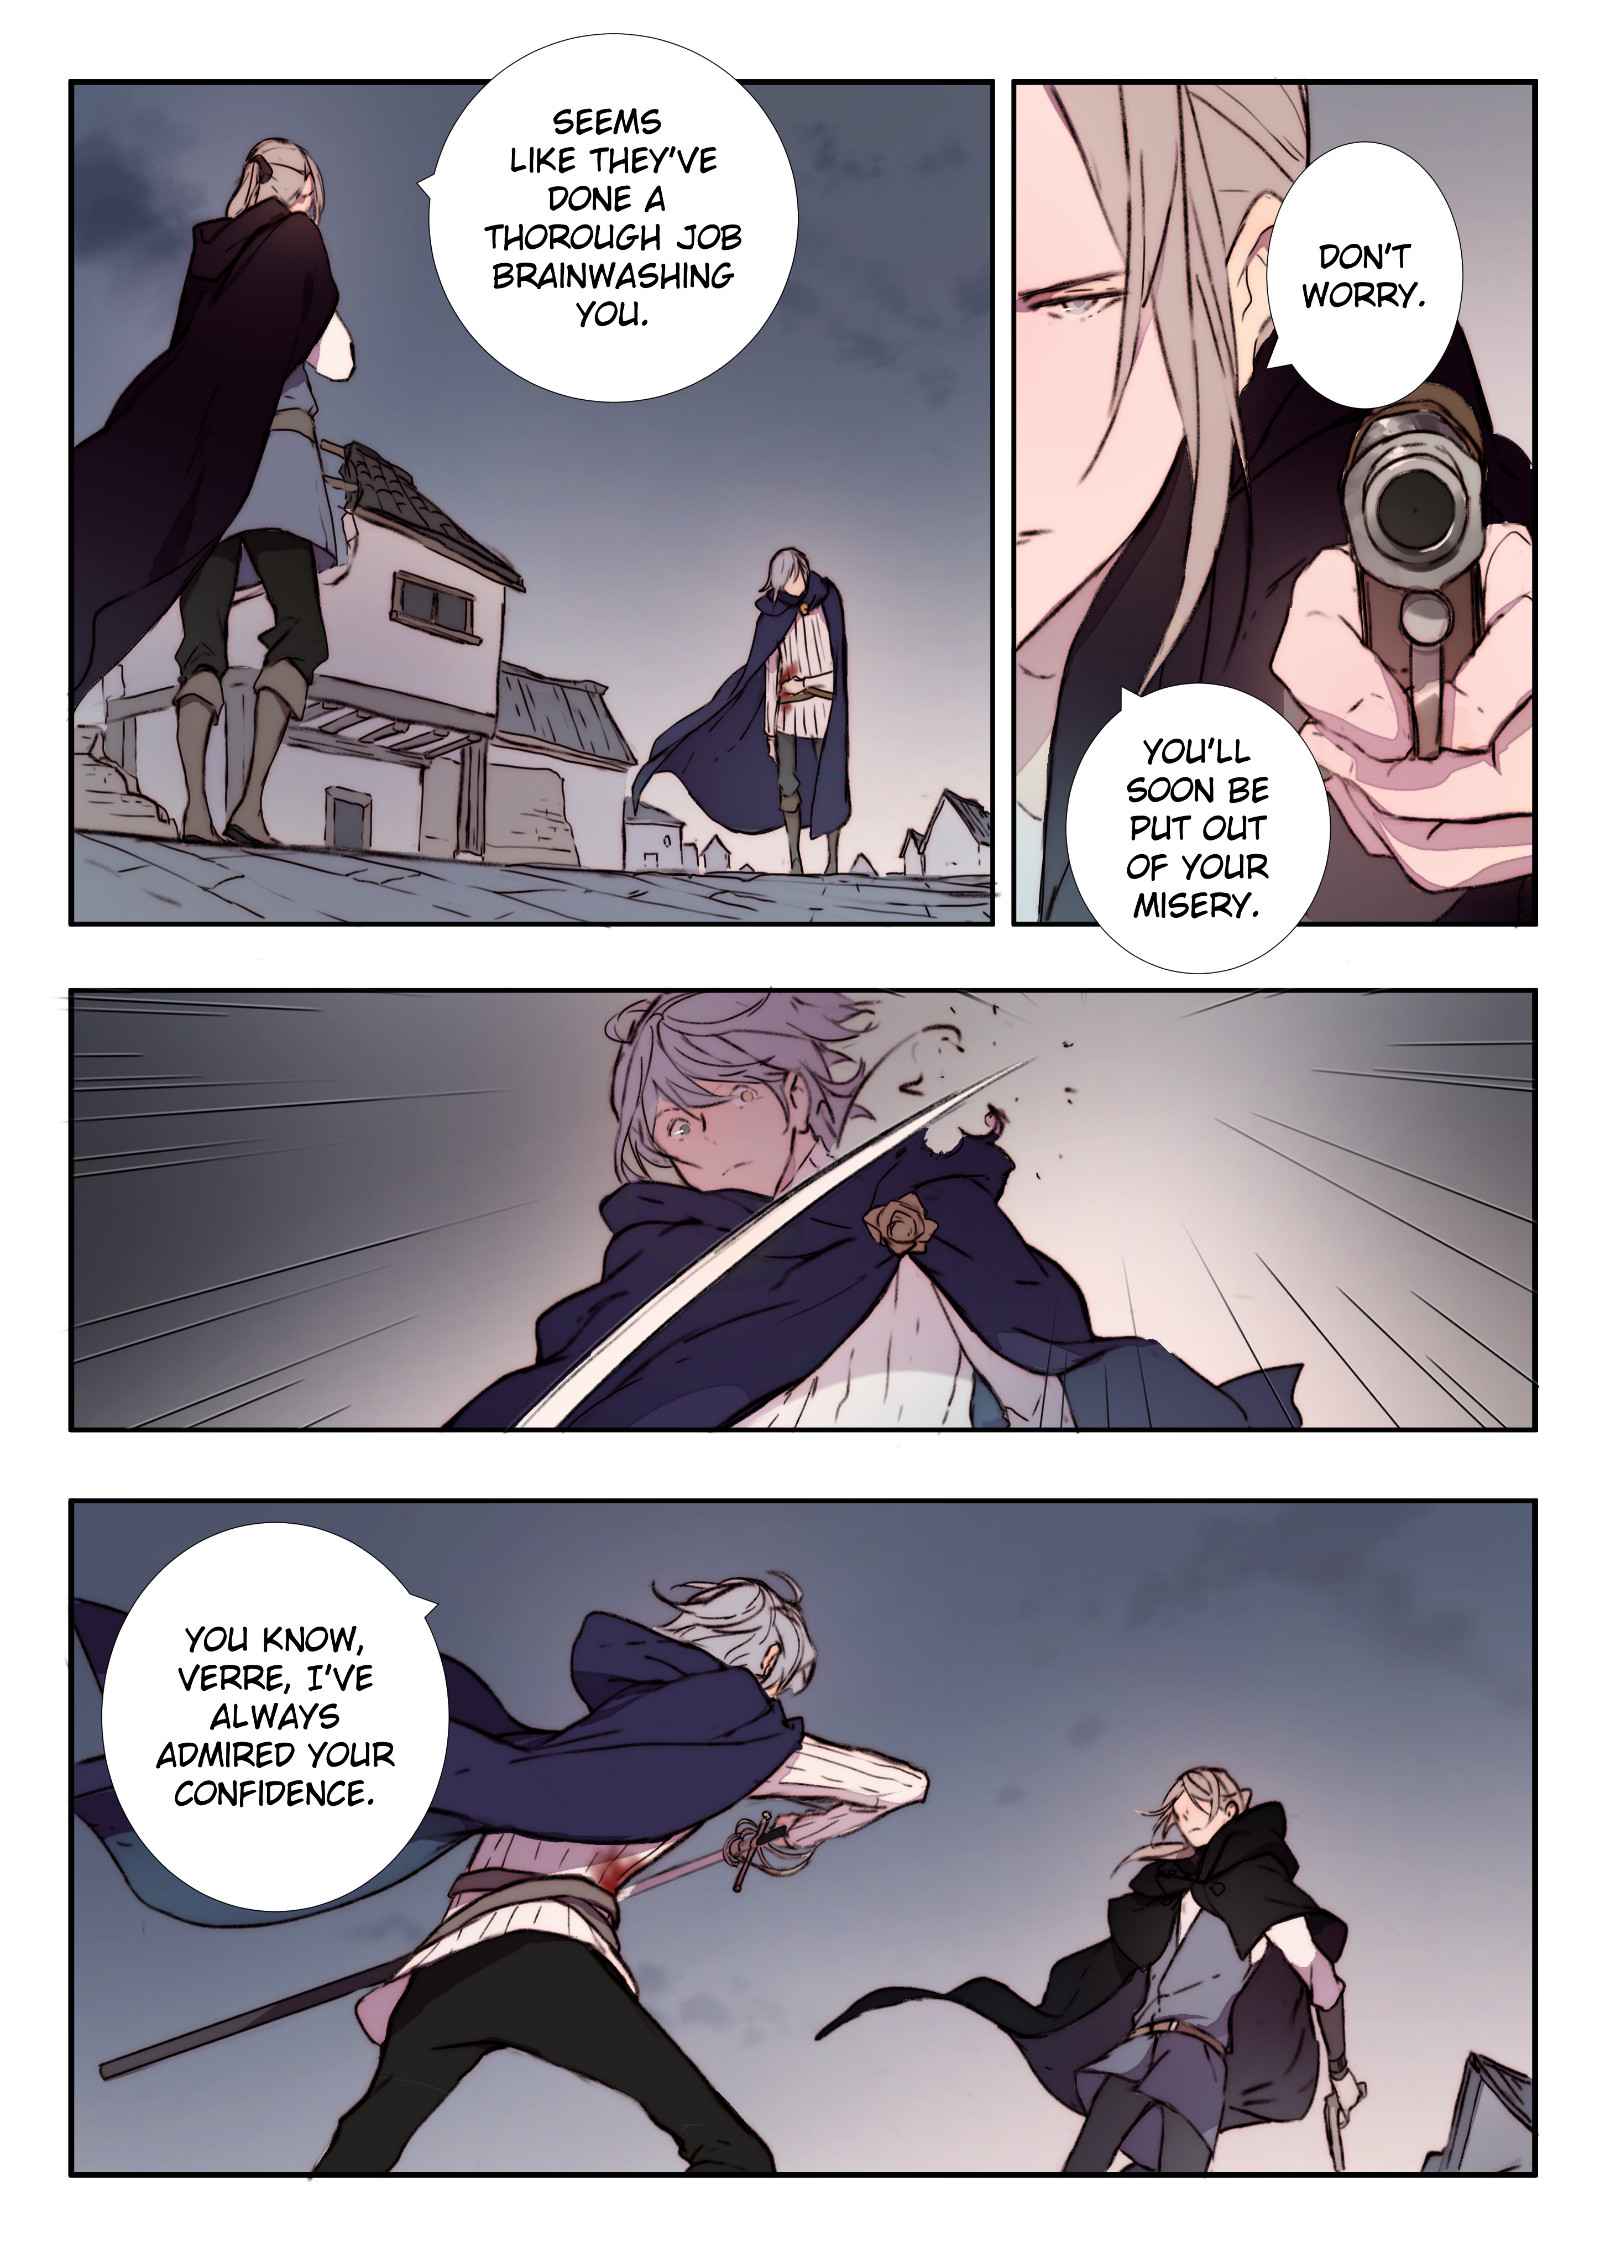 SEEMS
LIKE THEY'VE
DONE A
THOROUGH JOB
BRAINWASHING
YOU.
DON'T
WORRY.
YOU'LL
SOON BE
PUT OUT
OF YOUR
MISERY.
YOU KNOW,
VERRE, I'VE
ALWAYS
ADMIRED YOUR
CONFIDENCE.